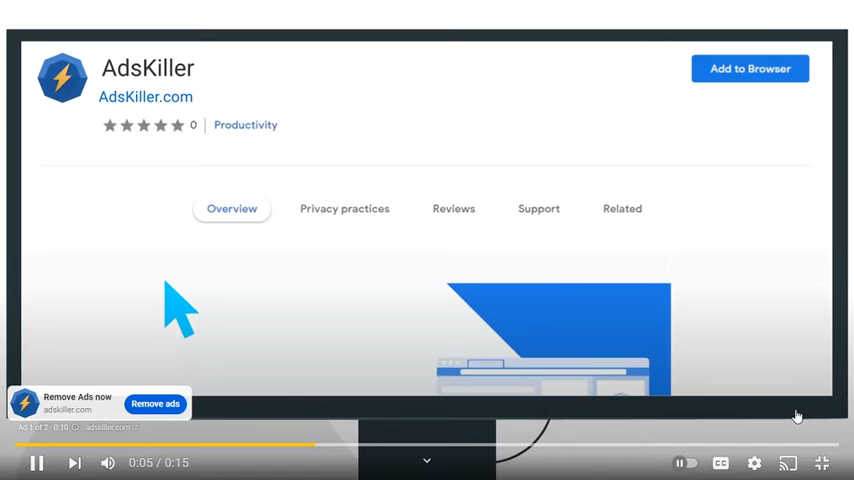 AdsKiller
Add to Browser
AdsKiller.com
0 | Productivity
Overview
Privacy practices
Reviews
Support
Related
Remove Ads now
adskiller.com
Remove ads
Ad 1 of 2 · 0:10
adskiller.com
0:05 / 0:15
CC